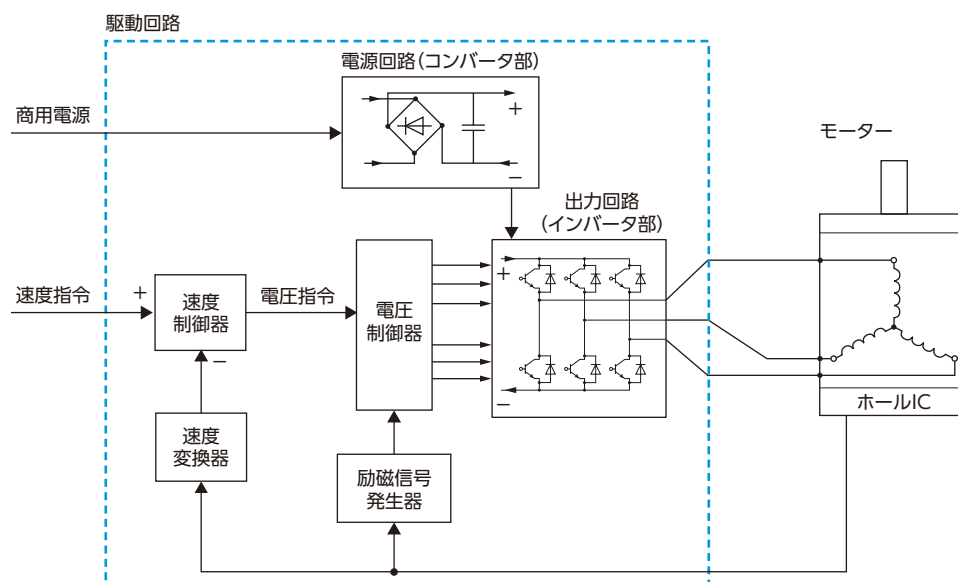 駆動回路
電源回路（コンバータ部）
商用電源
+
−
モーター
出力回路
（インバータ部）
速度指令
+
速度
制御器
−
電圧指令
電圧
制御器
+
−
ホールIC
速度
変換器
励磁信号
発生器